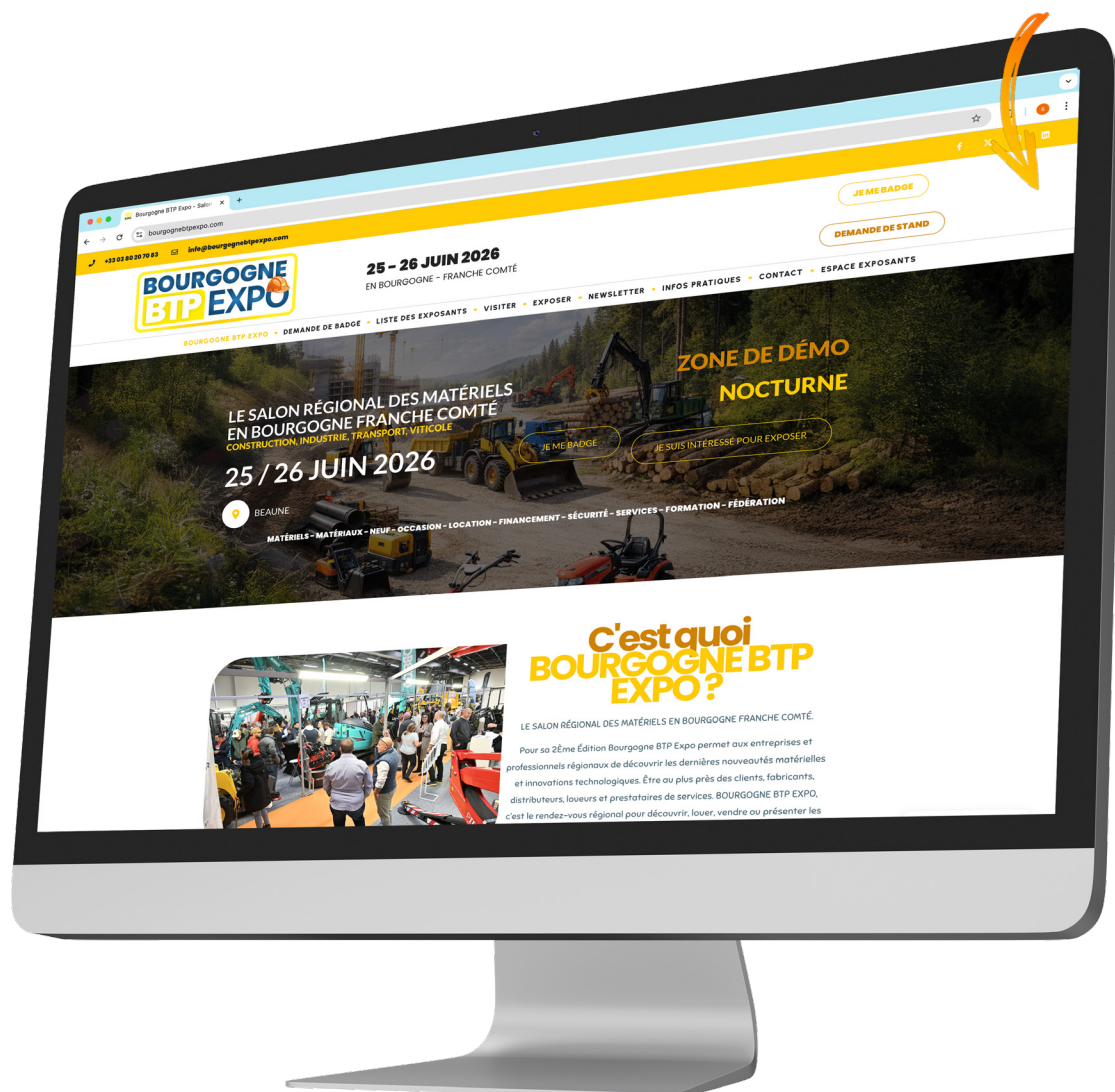 Bourgogne BTP Expo - Salon
bourgognebtpexpo.com
+33 03 80 20 70 83 info@bourgognebtpexpo.com
JE ME BADGE
DEMANDE DE STAND
BOURGOGNE
BTP EXPO
25 – 26 JUIN 2026
EN BOURGOGNE - FRANCHE COMTÉ
BOURGOGNE BTP EXPO - DEMANDE DE BADGE - LISTE DES EXPOSANTS - VISITER - EXPOSER - NEWSLETTER - INFOS PRATIQUES - CONTACT - ESPACE EXPOSANTS
LE SALON RÉGIONAL DES MATÉRIELS
EN BOURGOGNE FRANCHE COMTÉ
CONSTRUCTION, INDUSTRIE, TRANSPORT, VITICOLE
25 / 26 JUIN 2026
BEAUNE
ZONE DE DÉMO
NOCTURNE
JE ME BADGE
JE SUIS INTÉRESSÉ POUR EXPOSER
MATÉRIELS – MATÉRIAUX – NEUF – OCCASION – LOCATION – FINANCEMENT – SÉCURITÉ – SERVICES – FORMATION – FÉDÉRATION
C'est quoi
BOURGOGNE BTP
EXPO ?
LE SALON RÉGIONAL DES MATÉRIELS EN BOURGOGNE FRANCHE COMTÉ.
Pour sa 2Ème Édition Bourgogne BTP Expo permet aux entreprises et
professionnels régionaux de découvrir les dernières nouveautés matérielles
et innovations technologiques. Être au plus près des clients, fabricants,
distributeurs, loueurs et prestataires de services. BOURGOGNE BTP EXPO,
c'est le rendez-vous régional pour découvrir, louer, vendre ou présenter les